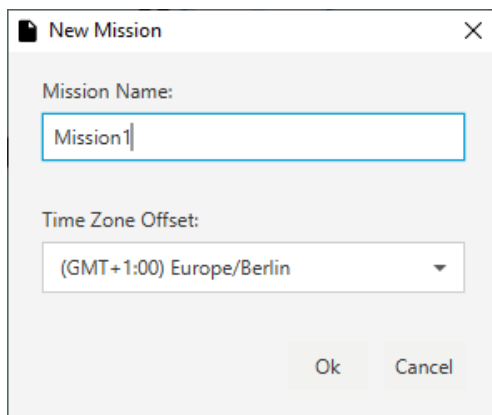 New Mission
Mission Name:
Mission1
Time Zone Offset:
(GMT+1:00) Europe/Berlin
Ok Cancel